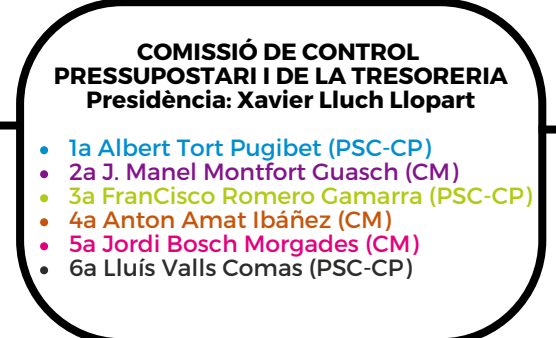 COMISSIÓ DE CONTROL
PRESSUPOSTARI I DE LA TRESORERIA
Presidència: Xavier Lluch Llopart
• 1a Albert Tort Pugibet (PSC-CP)
• 2a J. Manel Montfort Guasch (CM)
• 3a FranCisco Romero Gamarra (PSC-CP)
• 4a Anton Amat Ibáñez (CM)
• 5a Jordi Bosch Morgades (CM)
• 6a Lluís Valls Comas (PSC-CP)